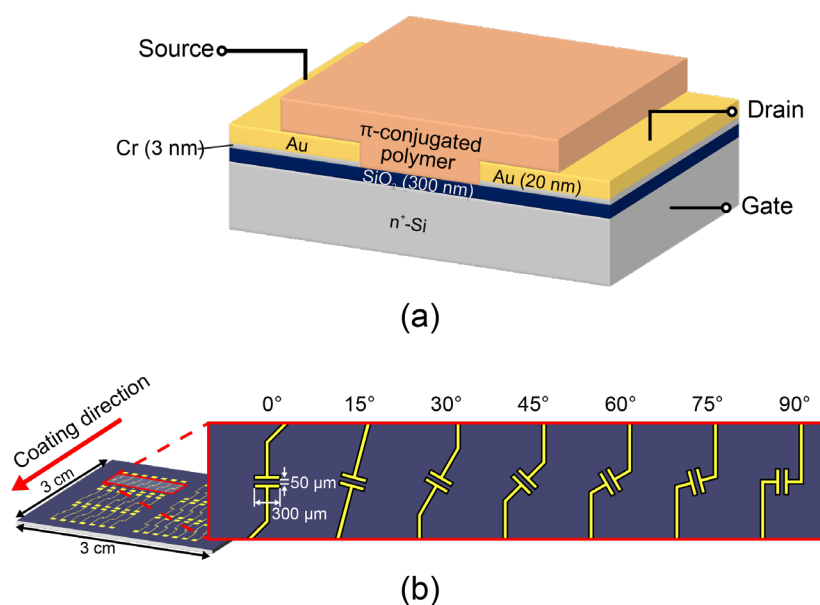 Source
Drain
π-conjugated
polymer
Cr (3 nm)
Au
Au (20 nm)
SiO₂ (300 nm)
Gate
n⁺-Si
(a)
Coating direction
0° 15° 30° 45° 60° 75° 90°
3 cm
50 μm
300 μm
3 cm
(b)